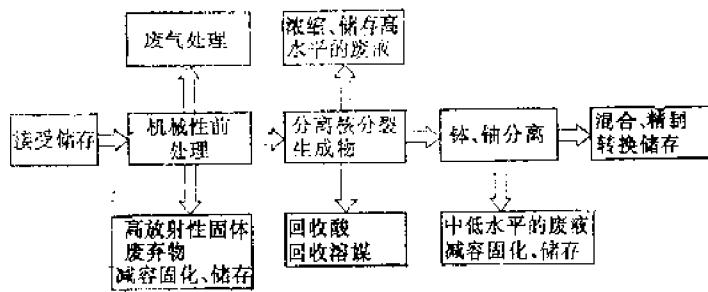 废气处理
浓缩、储存高
水平的废液
接受储存
机械性前
处理
分离核分裂
生成物
钚、铀分离
混合、精封
转换储存
高放射性固体
废弃物
减容固化、储存
回收酸
回收溶媒
中低水平的废液
减容固化、储存